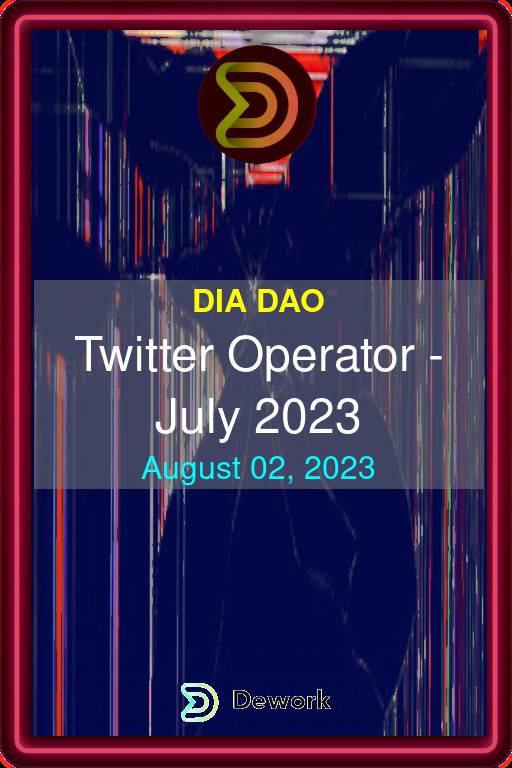 DIA DAO
Twitter Operator -
July 2023
August 02, 2023
Dework